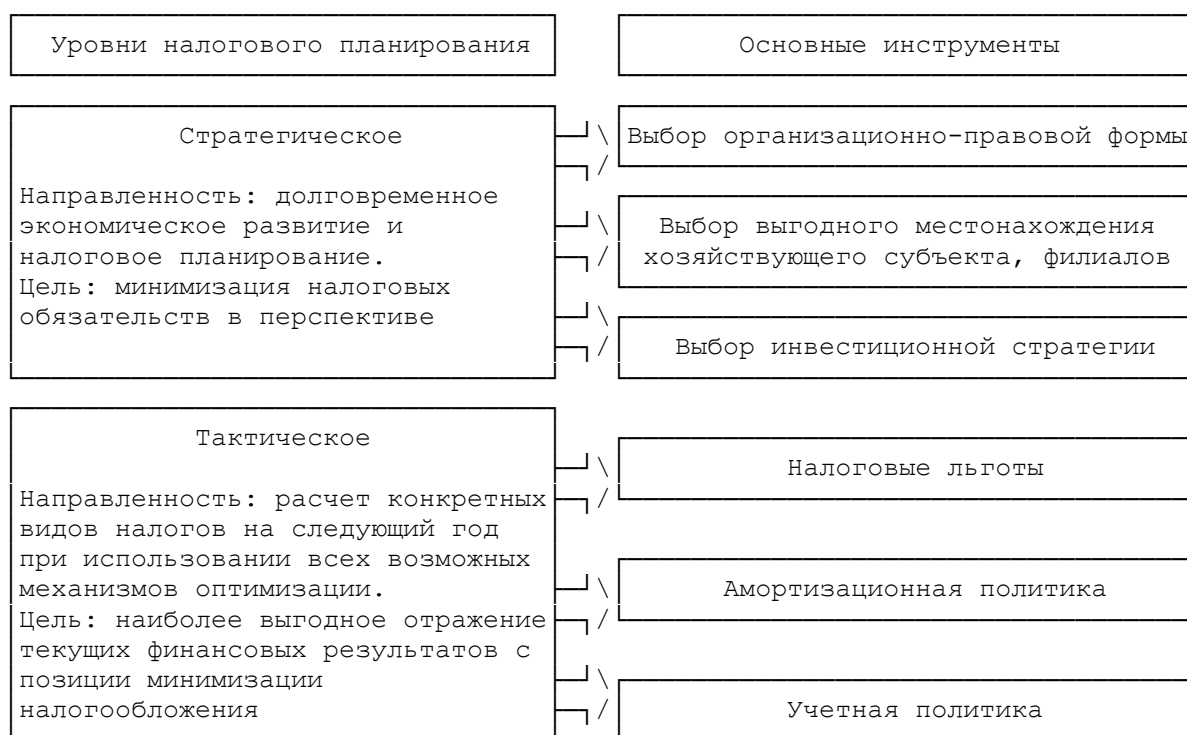 Уровни налогового планирования
Основные инструменты
Стратегическое
Направленность: долговременное
экономическое развитие и
налоговое планирование.
Цель: минимизация налоговых
обязательств в перспективе
Выбор организационно-правовой формы
Выбор выгодного местонахождения
хозяйствующего субъекта, филиалов
Выбор инвестиционной стратегии
Тактическое
Направленность: расчет конкретных
видов налогов на следующий год
при использовании всех возможных
механизмов оптимизации.
Цель: наиболее выгодное отражение
текущих финансовых результатов с
позиции минимизации
налогообложения
Налоговые льготы
Амортизационная политика
Учетная политика